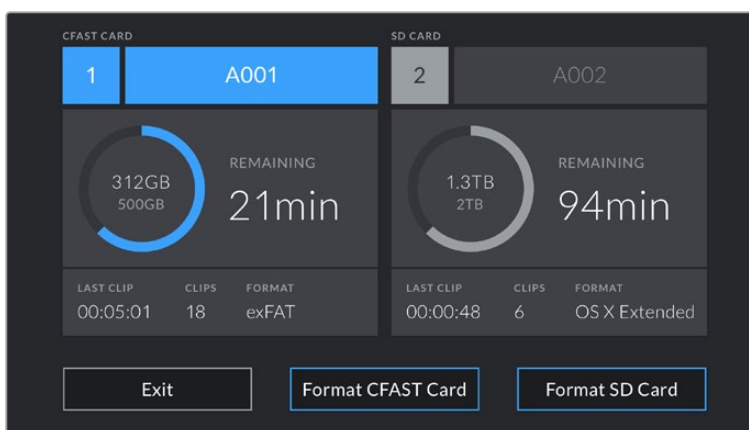 CFAST CARD
1 A001
312GB
500GB
REMAINING
21min
LAST CLIP CLIPS FORMAT
00:05:01 18 exFAT
SD CARD
2 A002
1.3TB
2TB
REMAINING
94min
LAST CLIP CLIPS FORMAT
00:00:48 6 OS X Extended
Exit Format CFAST Card Format SD Card